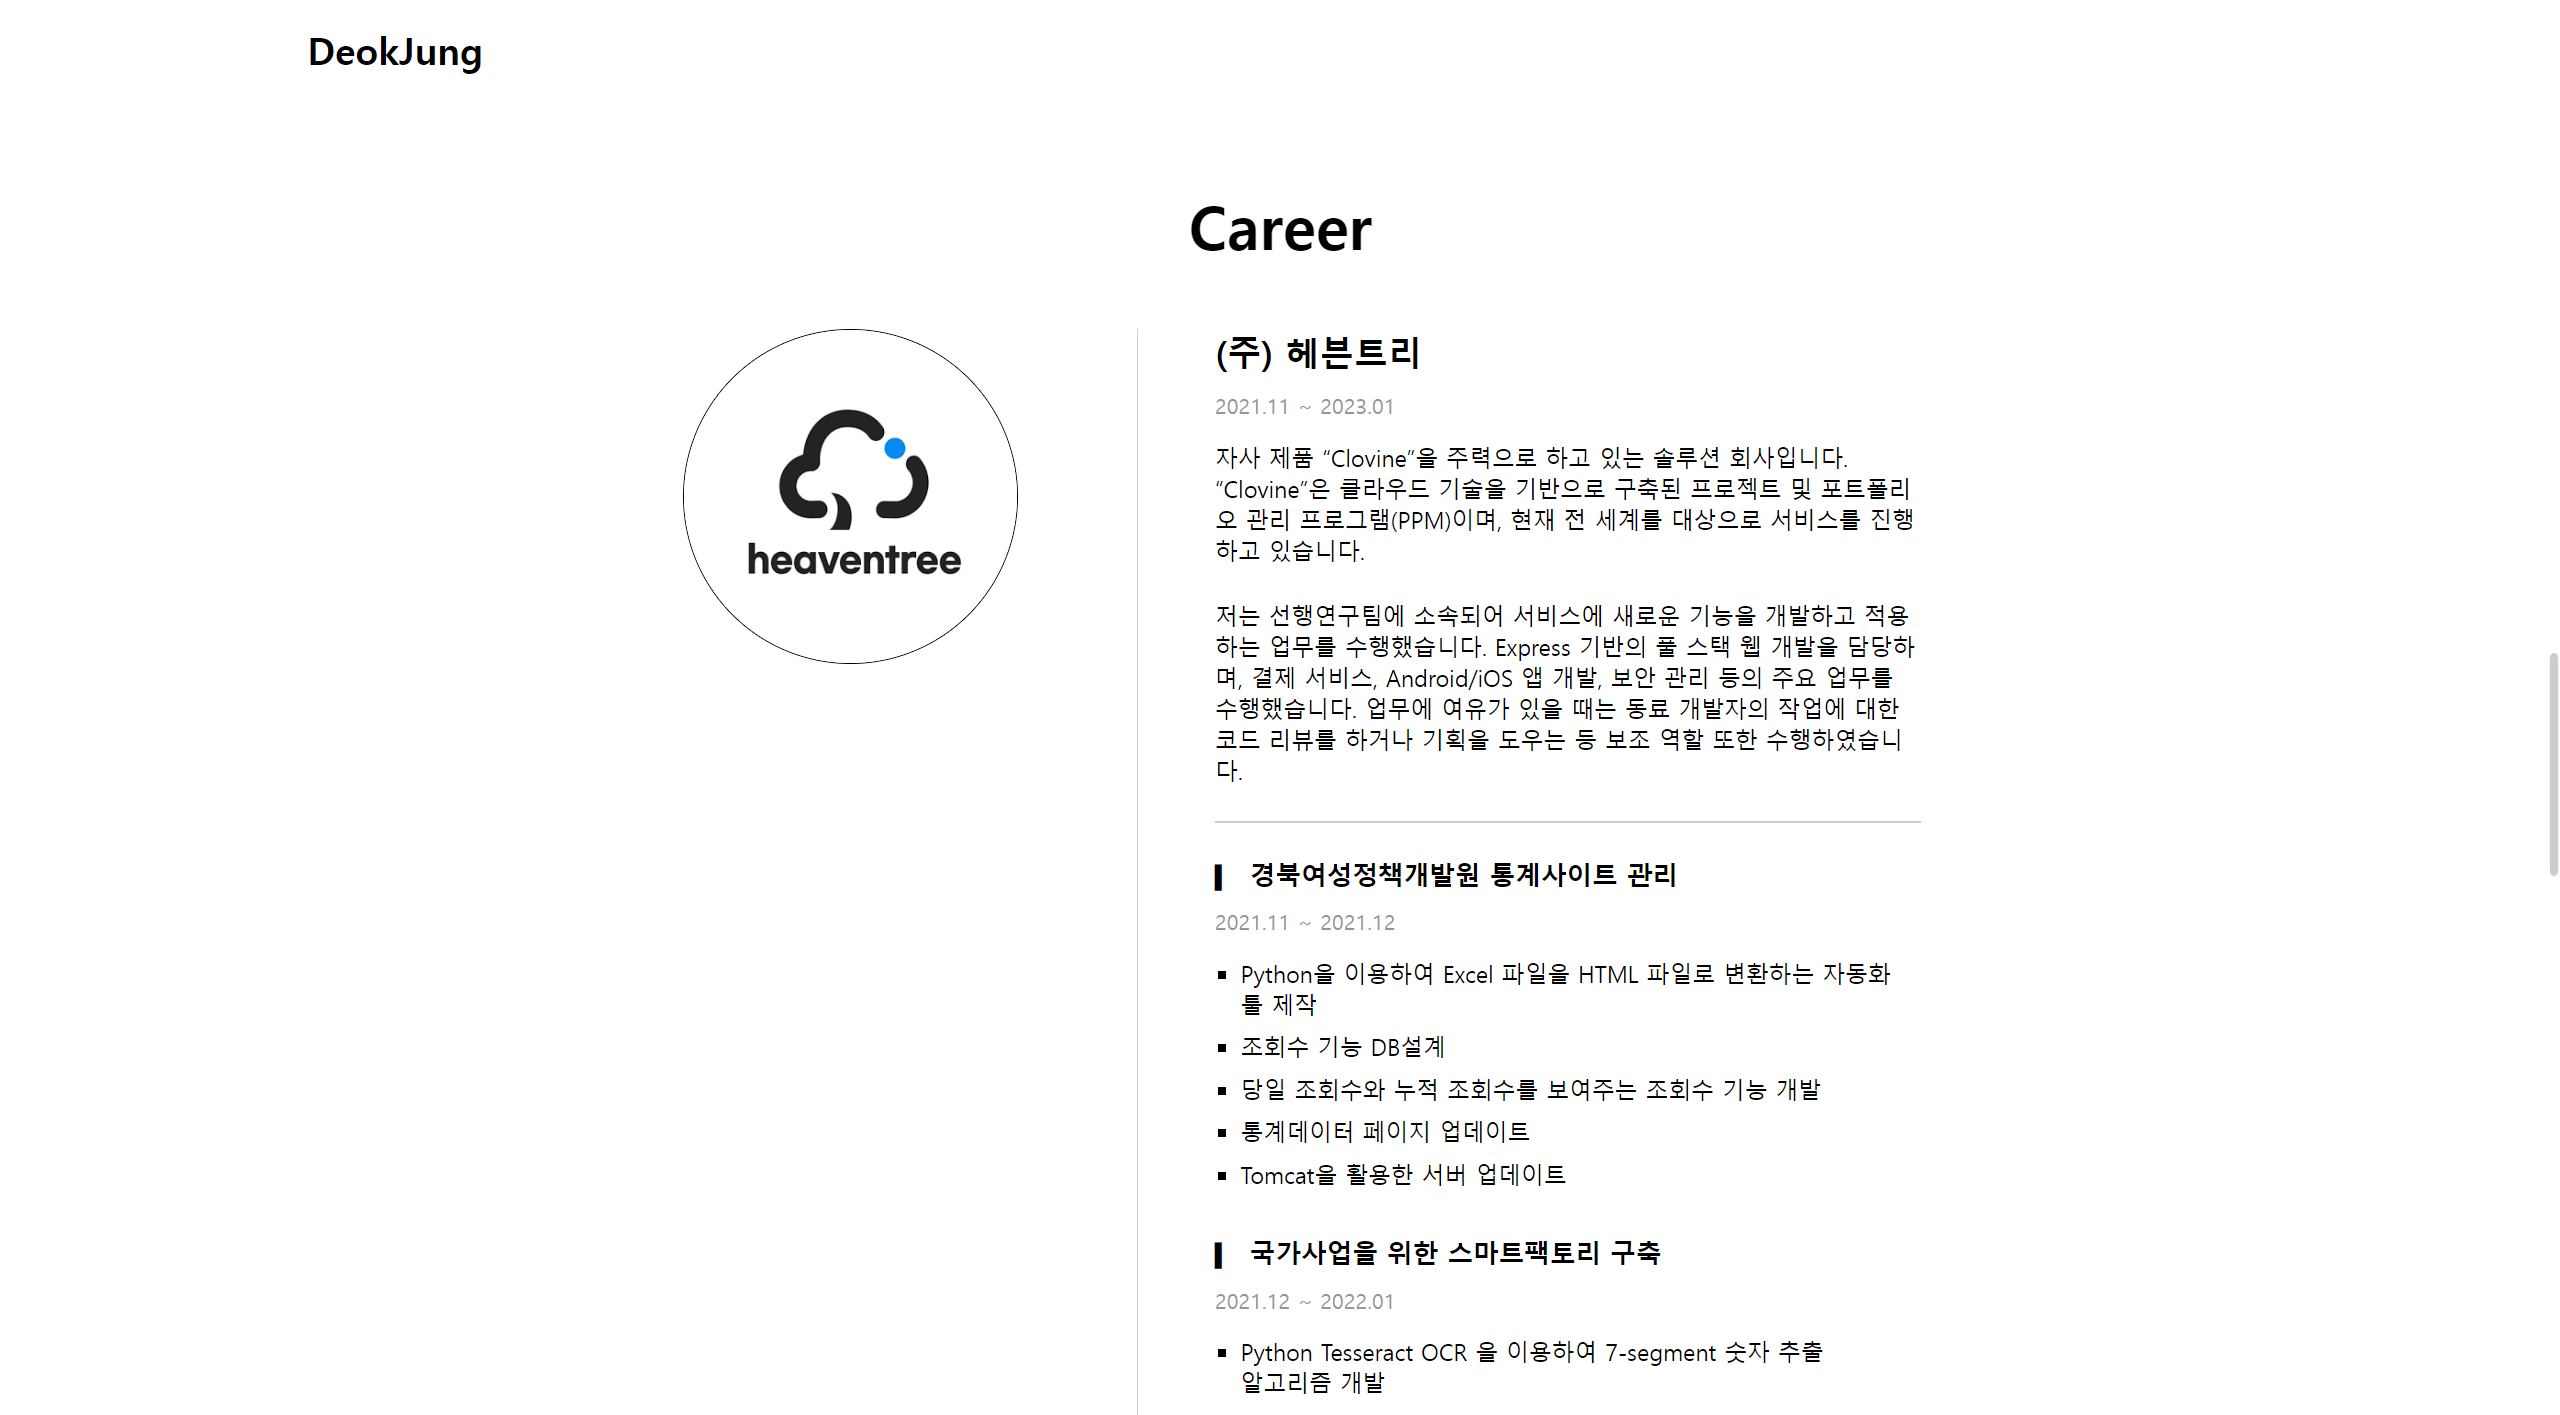 DeokJung
Career
heaventree
(주) 헤븐트리
2021.11 ~ 2023.01
자사 제품 “Clovine”을 주력으로 하고 있는 솔루션 회사입니다.
“Clovine”은 클라우드 기술을 기반으로 구축된 프로젝트 및 포트폴리
오 관리 프로그램(PPM)이며, 현재 전 세계를 대상으로 서비스를 진행
하고 있습니다.
저는 선행연구팀에 소속되어 서비스에 새로운 기능을 개발하고 적용
하는 업무를 수행했습니다. Express 기반의 풀 스택 웹 개발을 담당하
며, 결제 서비스, Android/iOS 앱 개발, 보안 관리 등의 주요 업무를
수행했습니다. 업무에 여유가 있을 때는 동료 개발자의 작업에 대한
코드 리뷰를 하거나 기획을 도우는 등 보조 역할 또한 수행하였습니
다.
경북여성정책개발원 통계사이트 관리
2021.11 ~ 2021.12
Python을 이용하여 Excel 파일을 HTML 파일로 변환하는 자동화
툴 제작
조회수 기능 DB설계
당일 조회수와 누적 조회수를 보여주는 조회수 기능 개발
통계데이터 페이지 업데이트
Tomcat을 활용한 서버 업데이트
국가사업을 위한 스마트팩토리 구축
2021.12 ~ 2022.01
Python Tesseract OCR 을 이용하여 7-segment 숫자 추출
알고리즘 개발